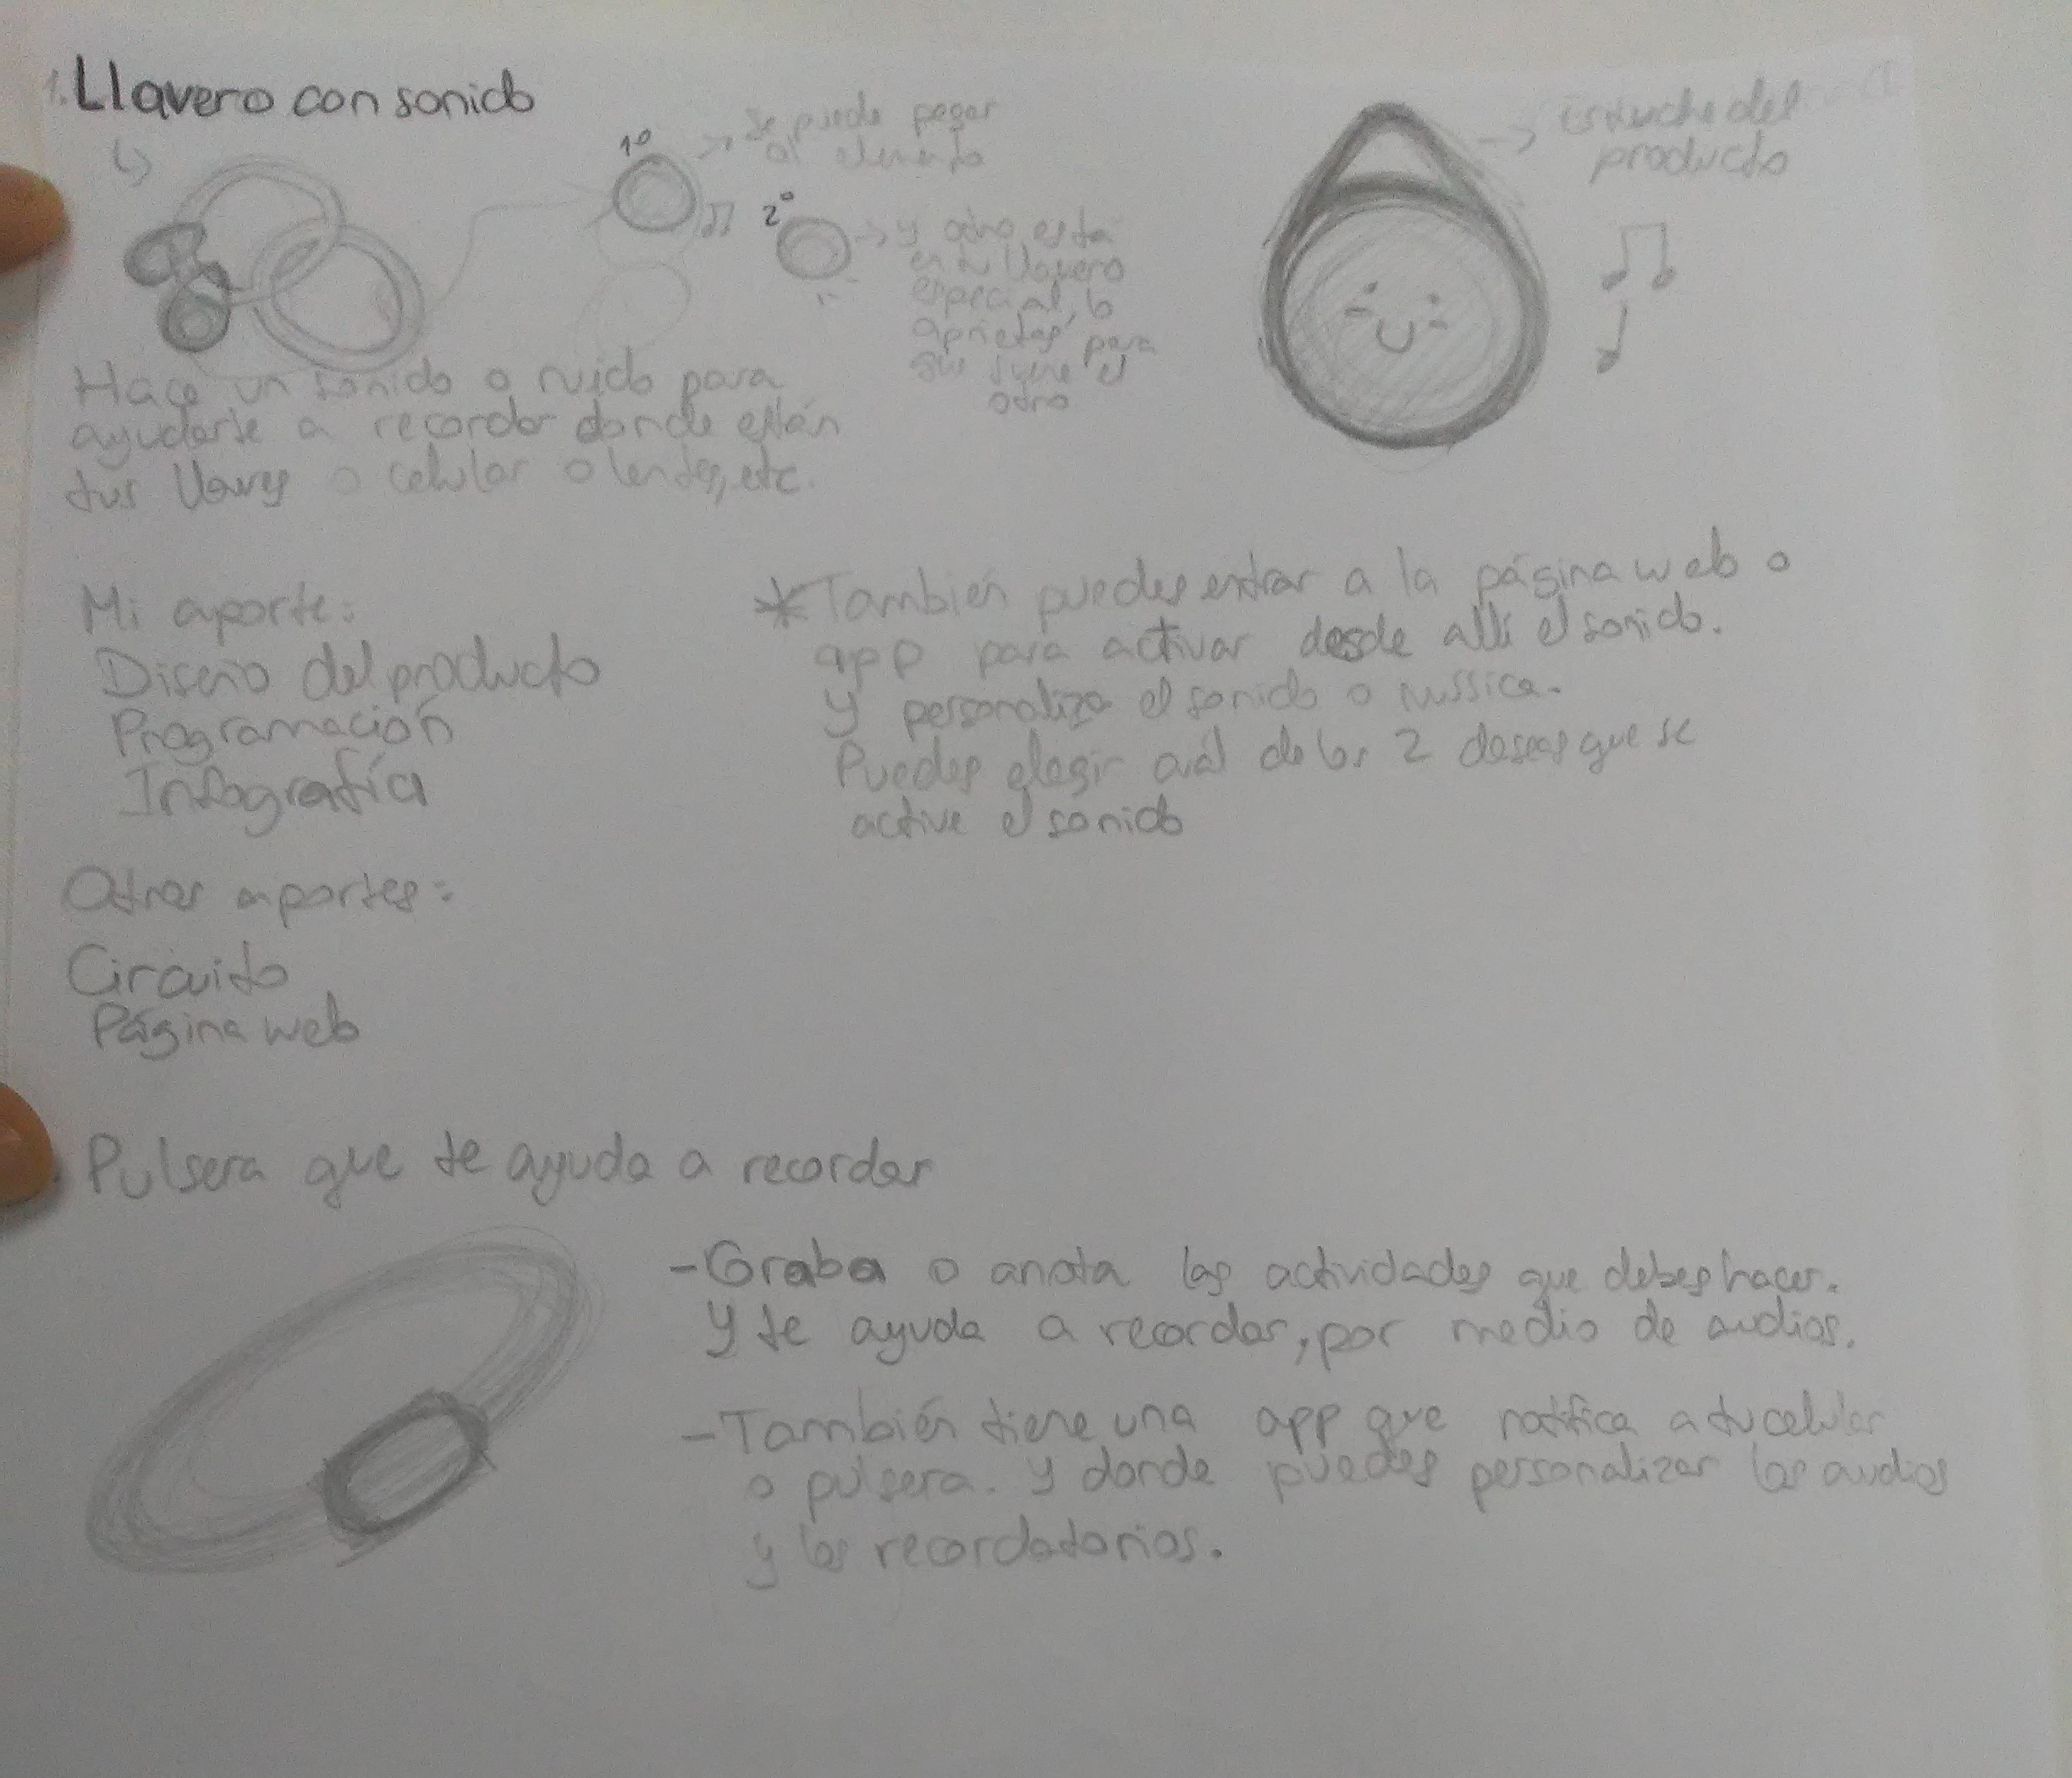 1. Llavero con sonido
1º
se puede pegar
al elemento
2º
y otro está
en tu llavero
especial, lo
aprietas para
que suene el
otro
estuche del
producto
Hace un sonido o ruido para
ayudarte a recordar donde están
tus llaves o celular o lentes, etc.
Mi aporte:
Diseño del producto
Programación
Infografía
*También puedes entrar a la página web o
app para activar desde allí el sonido.
y personaliza el sonido o mússica.
Puedes elegir cuál de los 2 deseas que se
active el sonido
Otros aportes:
Circuito
Página web
Pulsera que te ayuda a recordar
-Graba o anota las actividades que debes hacer.
y te ayuda a recordar, por medio de audios.
-También tiene una app que notifica a tu celular
o pulsera. y donde puedes personalizar los audios
y los recordatorios.